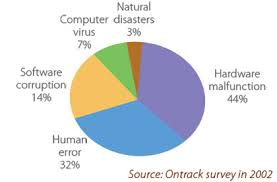 Natural
disasters
3%
Computer
virus
7%
Software
corruption
14%
Hardware
malfunction
44%
Human
error
32%
Source: Ontrack survey in 2002